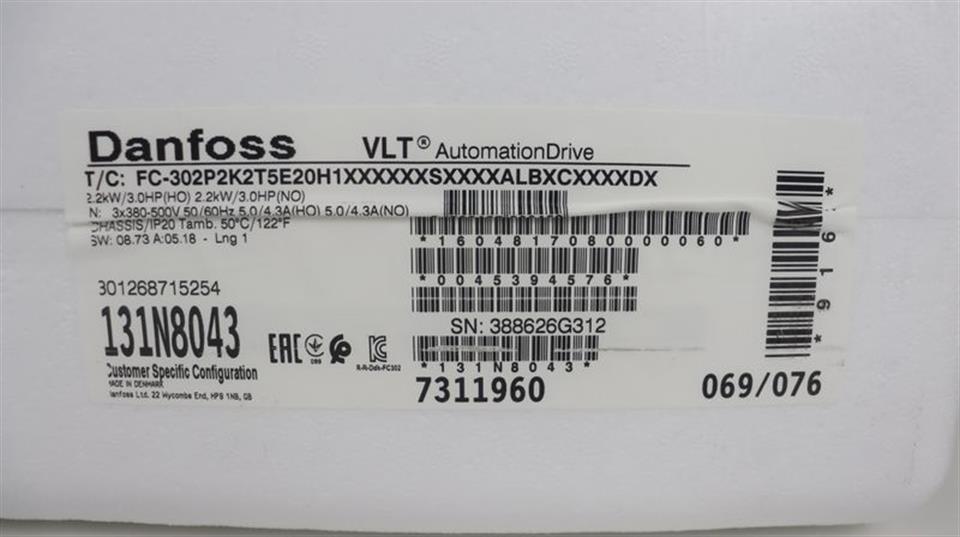 Danfoss VLT® AutomationDrive
T/C: FC-302P2K2T5E20H1XXXXXXSXXXXALBXCXXXXDX
2.2kW/3.0HP(HO) 2.2kW/3.0HP(NO)
N: 3x380-500V 50/60Hz 5.0/4.3A(HO) 5.0/4.3A(NO)
CHASSIS/IP20 Tamb. 50°C/122°F
SW: 08.73 A:05.18 - Lng 1
*1604817080000060*
*0045394576*
301268715254
SN: 388626G312
131N8043
EAC
Customer Specific Configuration
R-R-Dds-FC302
*131N8043*
MADE IN DENMARK
Danfoss Ltd. 22 Wycombe End, HP9 1NB, GB
7311960
069/076
*916*